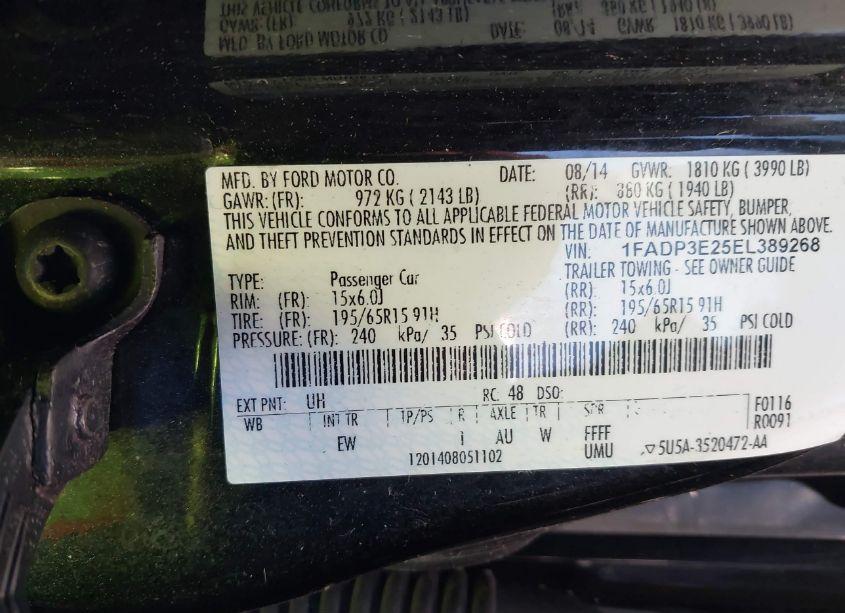 MFD. BY FORD MOTOR CO. DATE: 08/14 GVWR: 1810 KG ( 3990 LB)
GAWR: (FR): 972 KG ( 2143 LB) (RR): 880 KG ( 1940 LB)
THIS VEHICLE CONFORMS TO ALL APPLICABLE FEDERAL MOTOR VEHICLE SAFETY, BUMPER,
AND THEFT PREVENTION STANDARDS IN EFFECT ON THE DATE OF MANUFACTURE SHOWN ABOVE.
VIN: 1FADP3E25EL389268
TYPE: Passenger Car TRAILER TOWING - SEE OWNER GUIDE
RIM: (FR): 15x6.0J (RR): 15x6.0J
TIRE: (FR): 195/65R15 91H (RR): 195/65R15 91H
PRESSURE: (FR): 240 kPa/ 35 PSI COLD (RR): 240 kPa/ 35 PSI COLD
EXT PNT: UH RC: 48 DSO:
WB INT TR TP/PS R AXLE TR SPR F0116
R0091
EW I AU W FFFF
UMU
1201408051102 ▽5U5A-3520472-AA